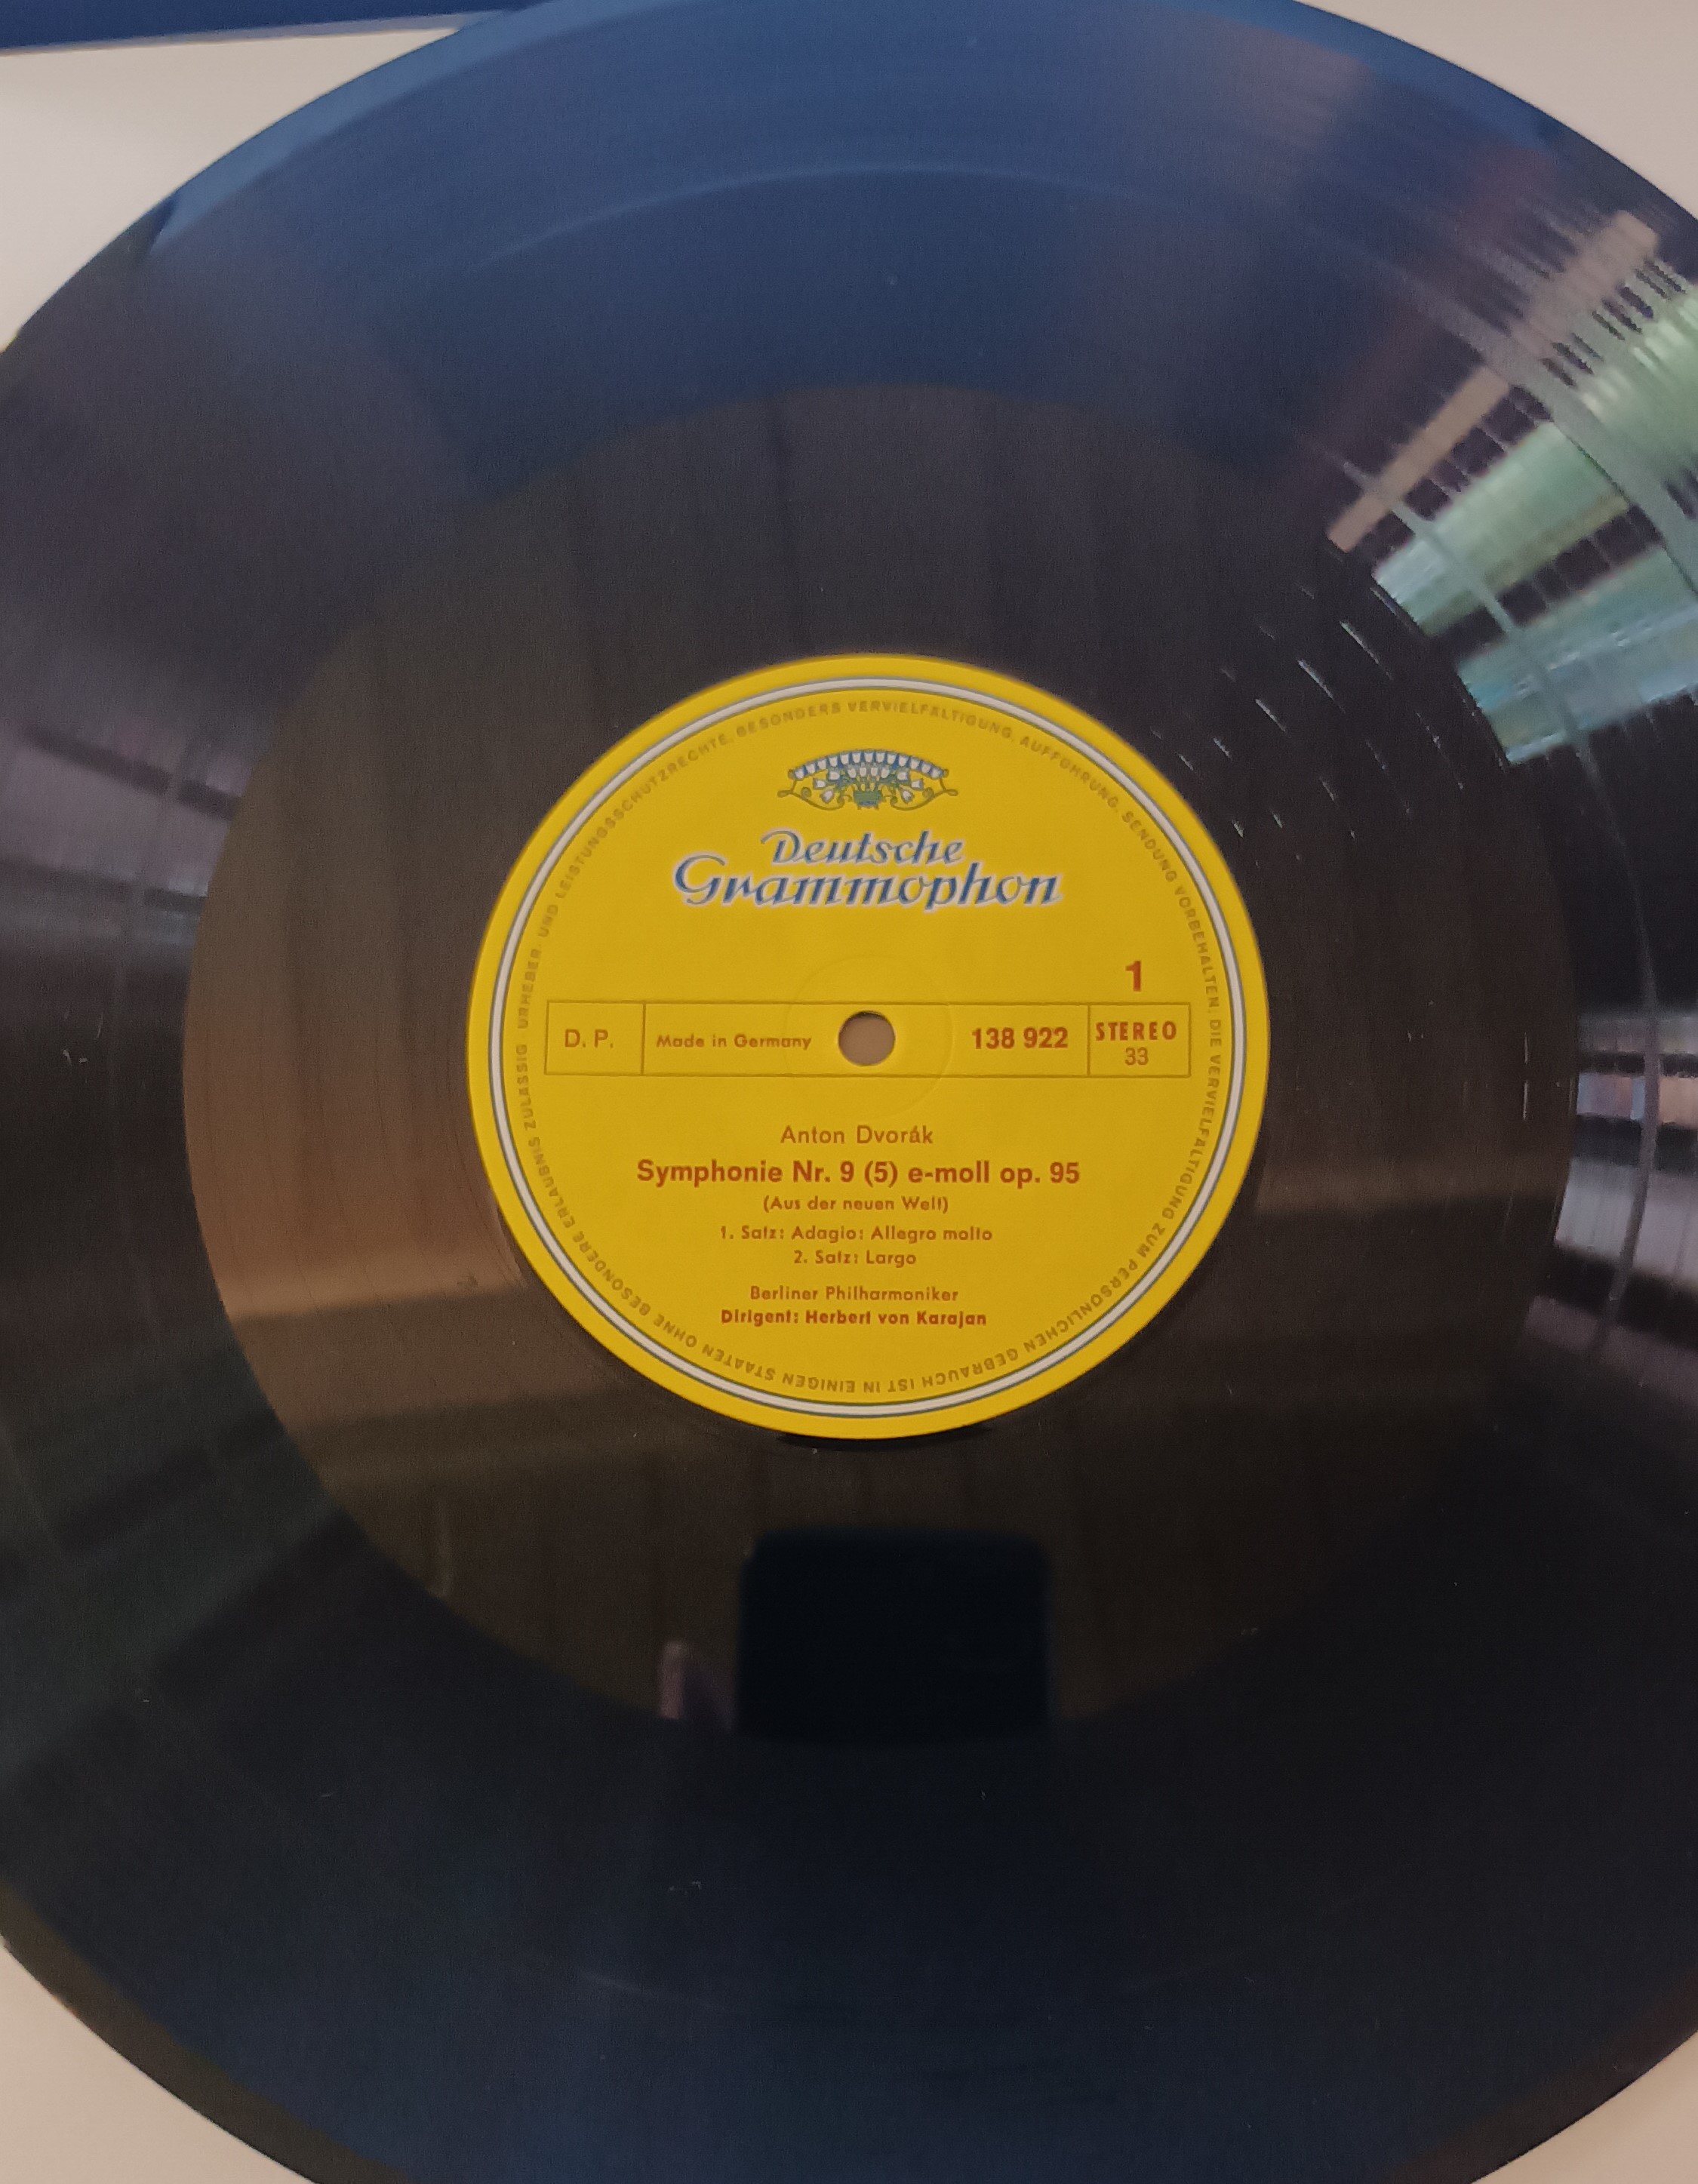 URHEBER- UND LEISTUNGSSCHUTZRECHTE, BESONDERS VERVIELFÄLTIGUNG, AUFFÜHRUNG, SENDUNG VORBEHALTEN; DIE VERVIELFÄLTIGUNG ZUM PERSÖNLICHEN GEBRAUCH IST IN EINIGEN STAATEN OHNE BESONDERE ERLAUBNIS ZULÄSSIG
Deutsche
Grammophon
1
D. P. Made in Germany 138 922 STEREO
33
Anton Dvorák
Symphonie Nr. 9 (5) e-moll op. 95
(Aus der neuen Welt)
1. Satz: Adagio: Allegro molto
2. Satz: Largo
Berliner Philharmoniker
Dirigent: Herbert von Karajan